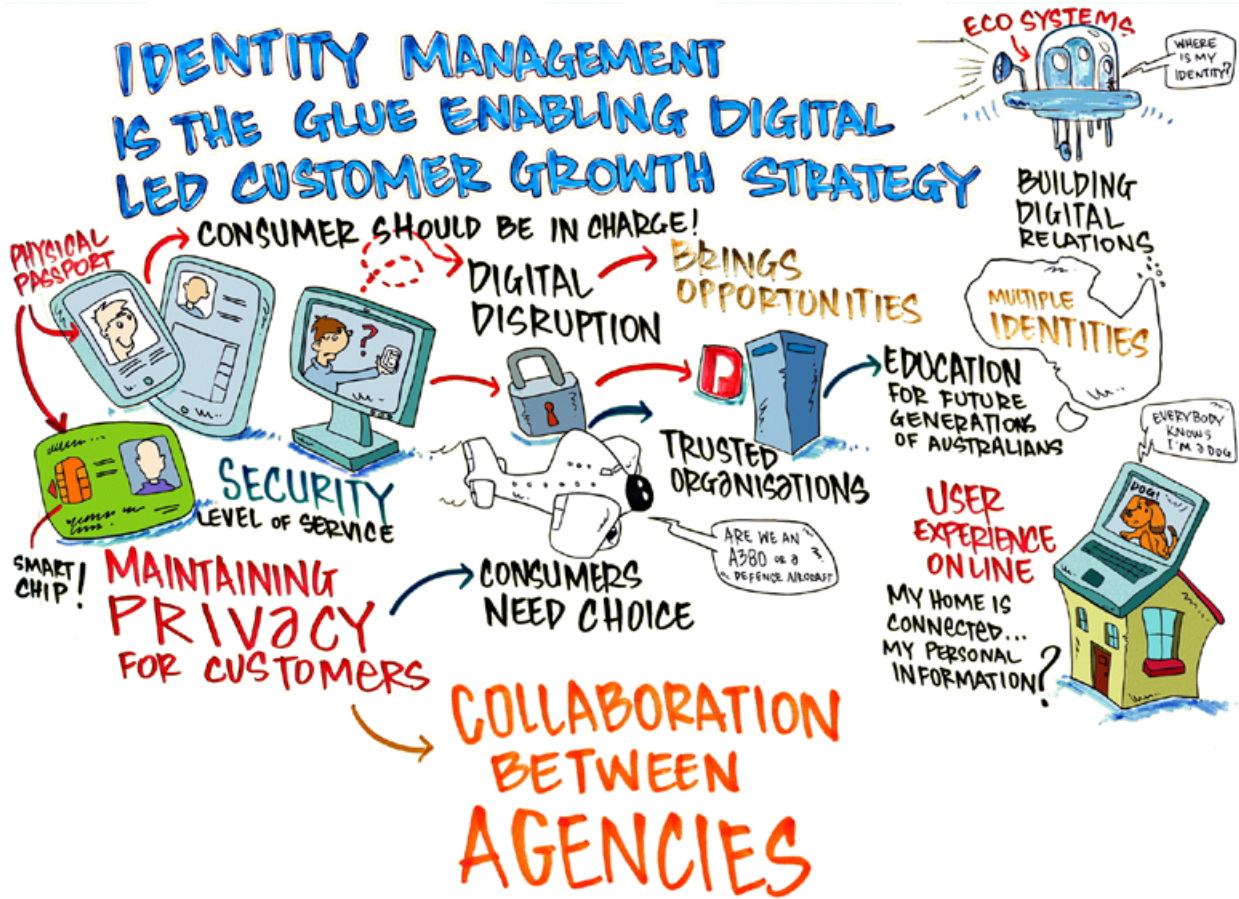 IDENTITY MANAGEMENT
IS THE GLUE ENABLING DIGITAL
LED CUSTOMER GROWTH STRATEGY
ECO SYSTEMS
WHERE
IS MY
IDENTITY?
BUILDING
DIGITAL
RELATIONS
PHYSICAL
PASSPORT
CONSUMER SHOULD BE IN CHARGE!
DIGITAL
DISRUPTION
BRINGS
OPPORTUNITIES
MULTIPLE
IDENTITIES
?
EDUCATION
FOR FUTURE
GENERATIONS
OF AUSTRALIANS
TRUSTED
ORGANISATIONS
SECURITY
LEVEL OF SERVICE
SMART
CHIP!
MAINTAINING
PRIVACY
FOR CUSTOMERS
ARE WE AN
A380 OR A
DEFENCE AIRCRAFT
?
CONSUMERS
NEED CHOICE
EVERYBODY
KNOWS
I'M A DOG
DOG!
USER
EXPERIENCE
ONLINE
MY HOME IS
CONNECTED...
MY PERSONAL
INFORMATION?
COLLABORATION
BETWEEN
AGENCIES